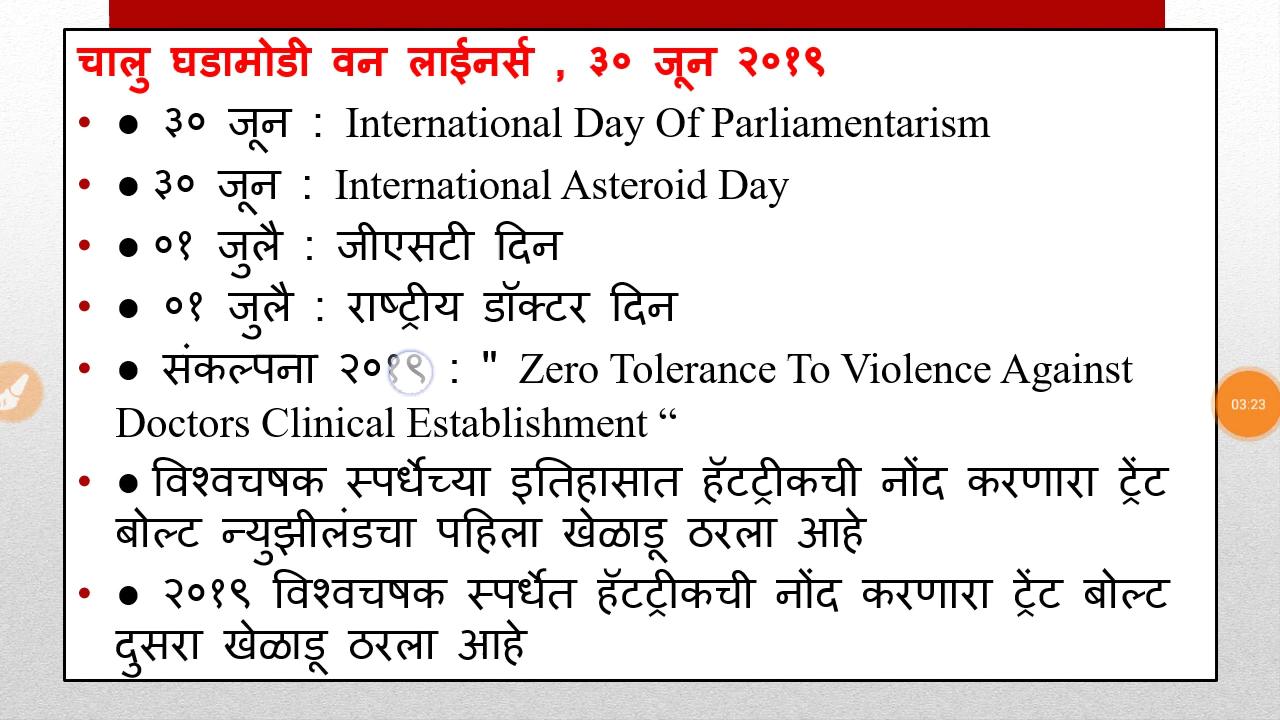 चालु घडामोडी वन लाईनर्स , ३० जून २०१९
• ● ३० जून : International Day Of Parliamentarism
• ● ३० जून : International Asteroid Day
• ● ०१ जुलै : जीएसटी दिन
• ● ०१ जुलै : राष्ट्रीय डॉक्टर दिन
• ● संकल्पना २०१९ : " Zero Tolerance To Violence Against
Doctors Clinical Establishment “
• ● विश्वचषक स्पर्धेच्या इतिहासात हॅटट्रीकची नोंद करणारा ट्रेंट
बोल्ट न्युझीलंडचा पहिला खेळाडू ठरला आहे
• ● २०१९ विश्वचषक स्पर्धेत हॅटट्रीकची नोंद करणारा ट्रेंट बोल्ट
दुसरा खेळाडू ठरला आहे
03:23